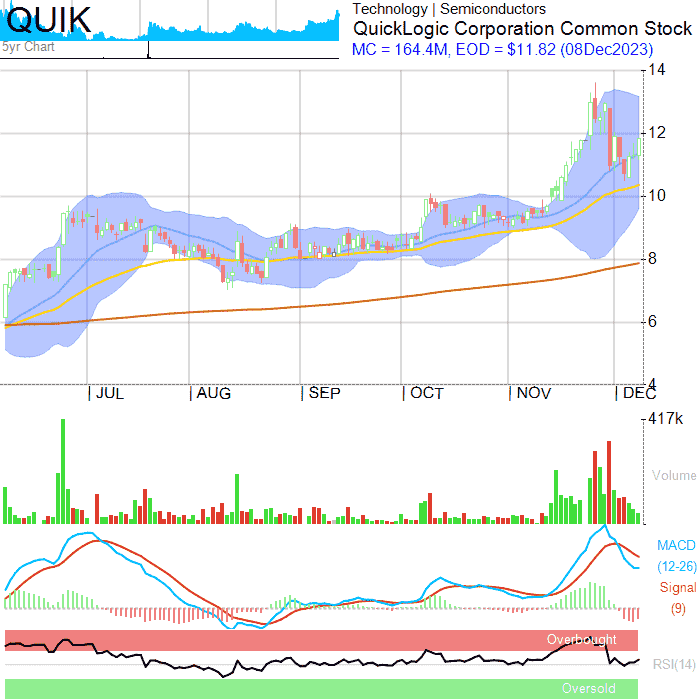 QUIK
Technology | Semiconductors
QuickLogic Corporation Common Stock
5yr Chart
MC = 164.4M, EOD = $11.82 (08Dec2023)
14
12
10
8
6
4
JUL
AUG
SEP
OCT
NOV
DEC
417k
Volume
MACD
(12-26)
Signal
(9)
Overbought
RSI(14)
Oversold